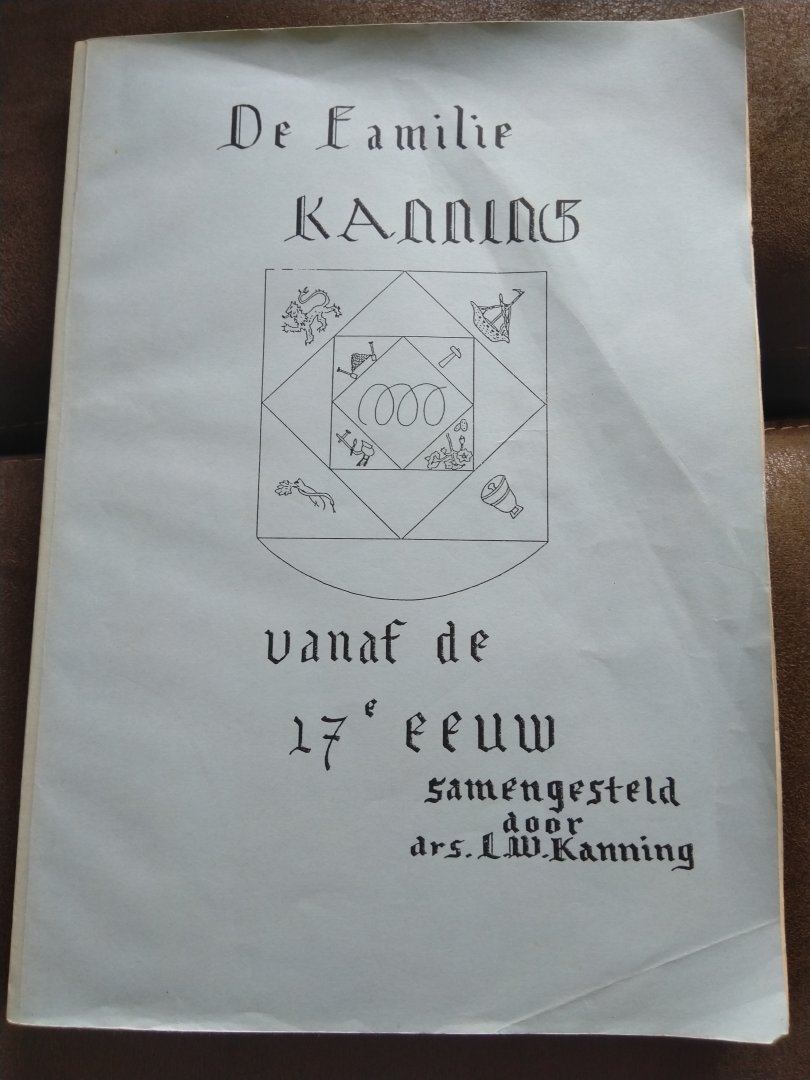 De Familie
KANNING
vanaf de
17e eeuw
samengesteld
door
drs. L.W. Kanning